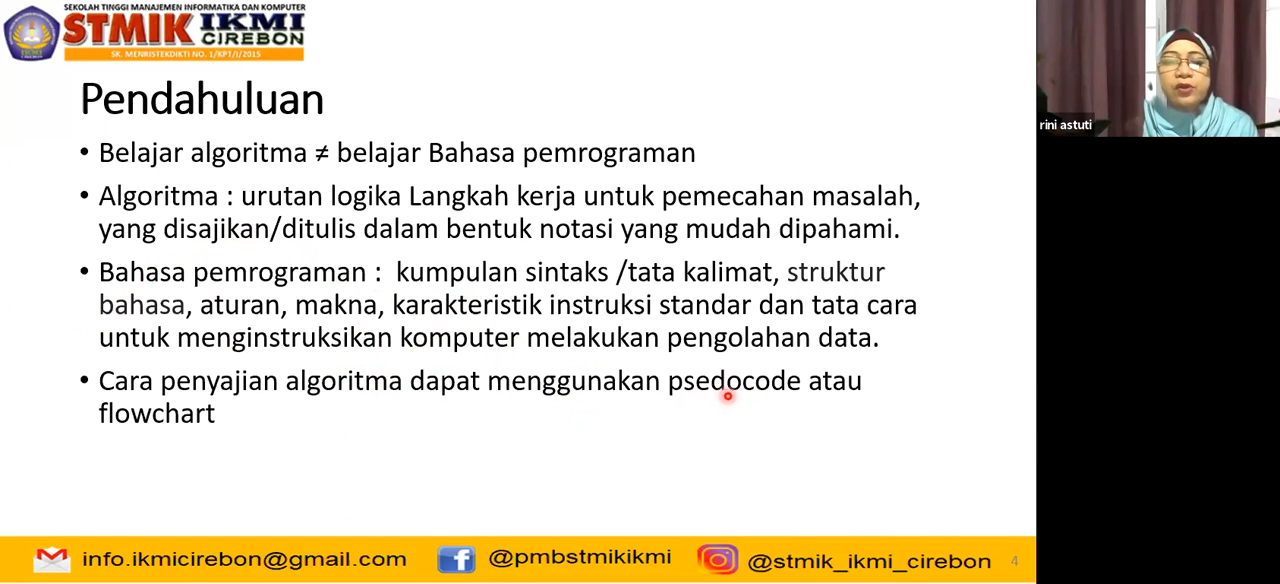 SEKOLAH TINGGI MANAJEMEN INFORMATIKA DAN KOMPUTER
STMIK IKMI
CIREBON
SK. MENRISTEKDIKTI NO. 1/KPT/I/2015
Pendahuluan
• Belajar algoritma ≠ belajar Bahasa pemrograman
• Algoritma : urutan logika Langkah kerja untuk pemecahan masalah,
yang disajikan/ditulis dalam bentuk notasi yang mudah dipahami.
• Bahasa pemrograman : kumpulan sintaks /tata kalimat, struktur
bahasa, aturan, makna, karakteristik instruksi standar dan tata cara
untuk menginstruksikan komputer melakukan pengolahan data.
• Cara penyajian algoritma dapat menggunakan psedocode atau
flowchart
rini astuti
info.ikmicirebon@gmail.com
@pmbstmikikmi
@stmik_ikmi_cirebon
4